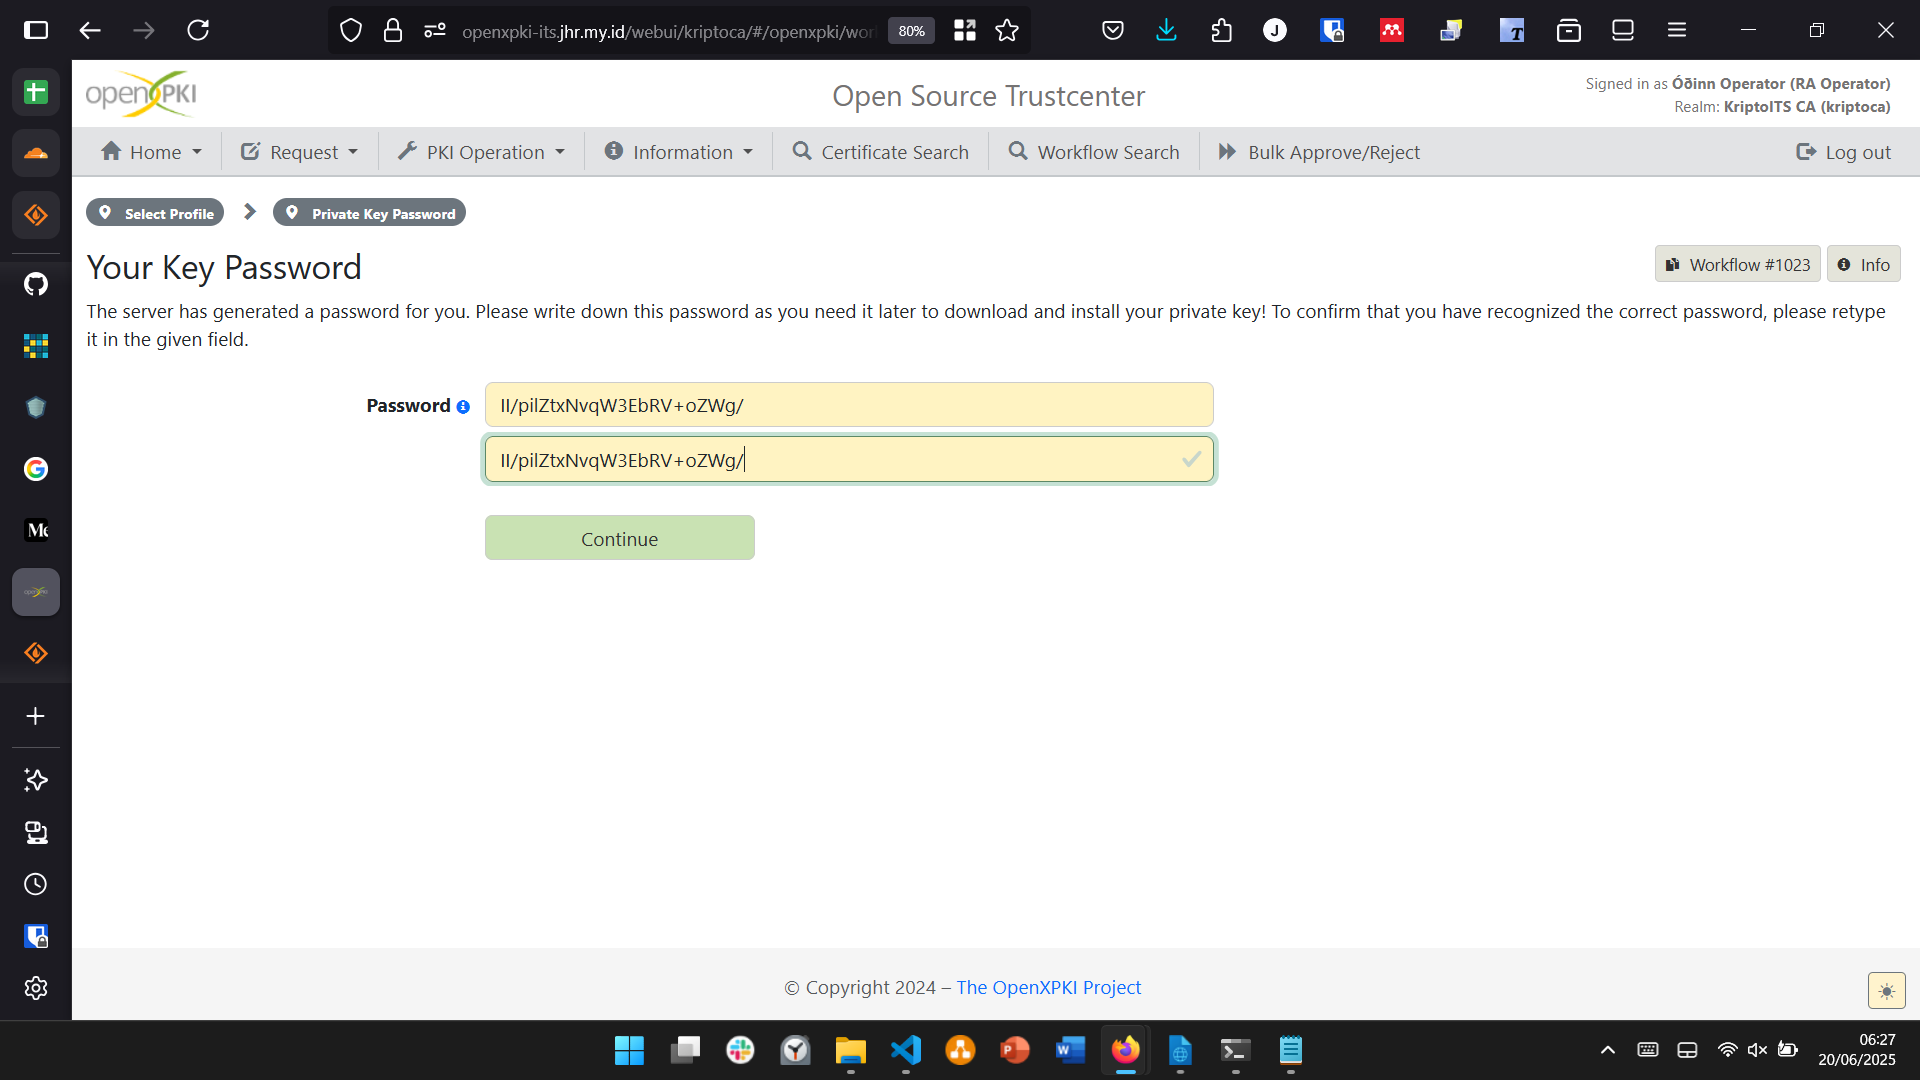 openxpki-its.jhr.my.id/webui/kriptoca/#/openxpki/wor
80%
J
T
openXPKI
Open Source Trustcenter
Signed in as Óðinn Operator (RA Operator)
Realm: KriptoITS CA (kriptoca)
Home
Request
PKI Operation
Information
Certificate Search
Workflow Search
Bulk Approve/Reject
Log out
Select Profile
Private Key Password
Your Key Password
Workflow #1023
Info
The server has generated a password for you. Please write down this password as you need it later to download and install your private key! To confirm that you have recognized the correct password, please retype
it in the given field.
Password
II/pilZtxNvqW3EbRV+oZWg/
II/pilZtxNvqW3EbRV+oZWg/
Continue
© Copyright 2024 – The OpenXPKI Project
06:27
20/06/2025